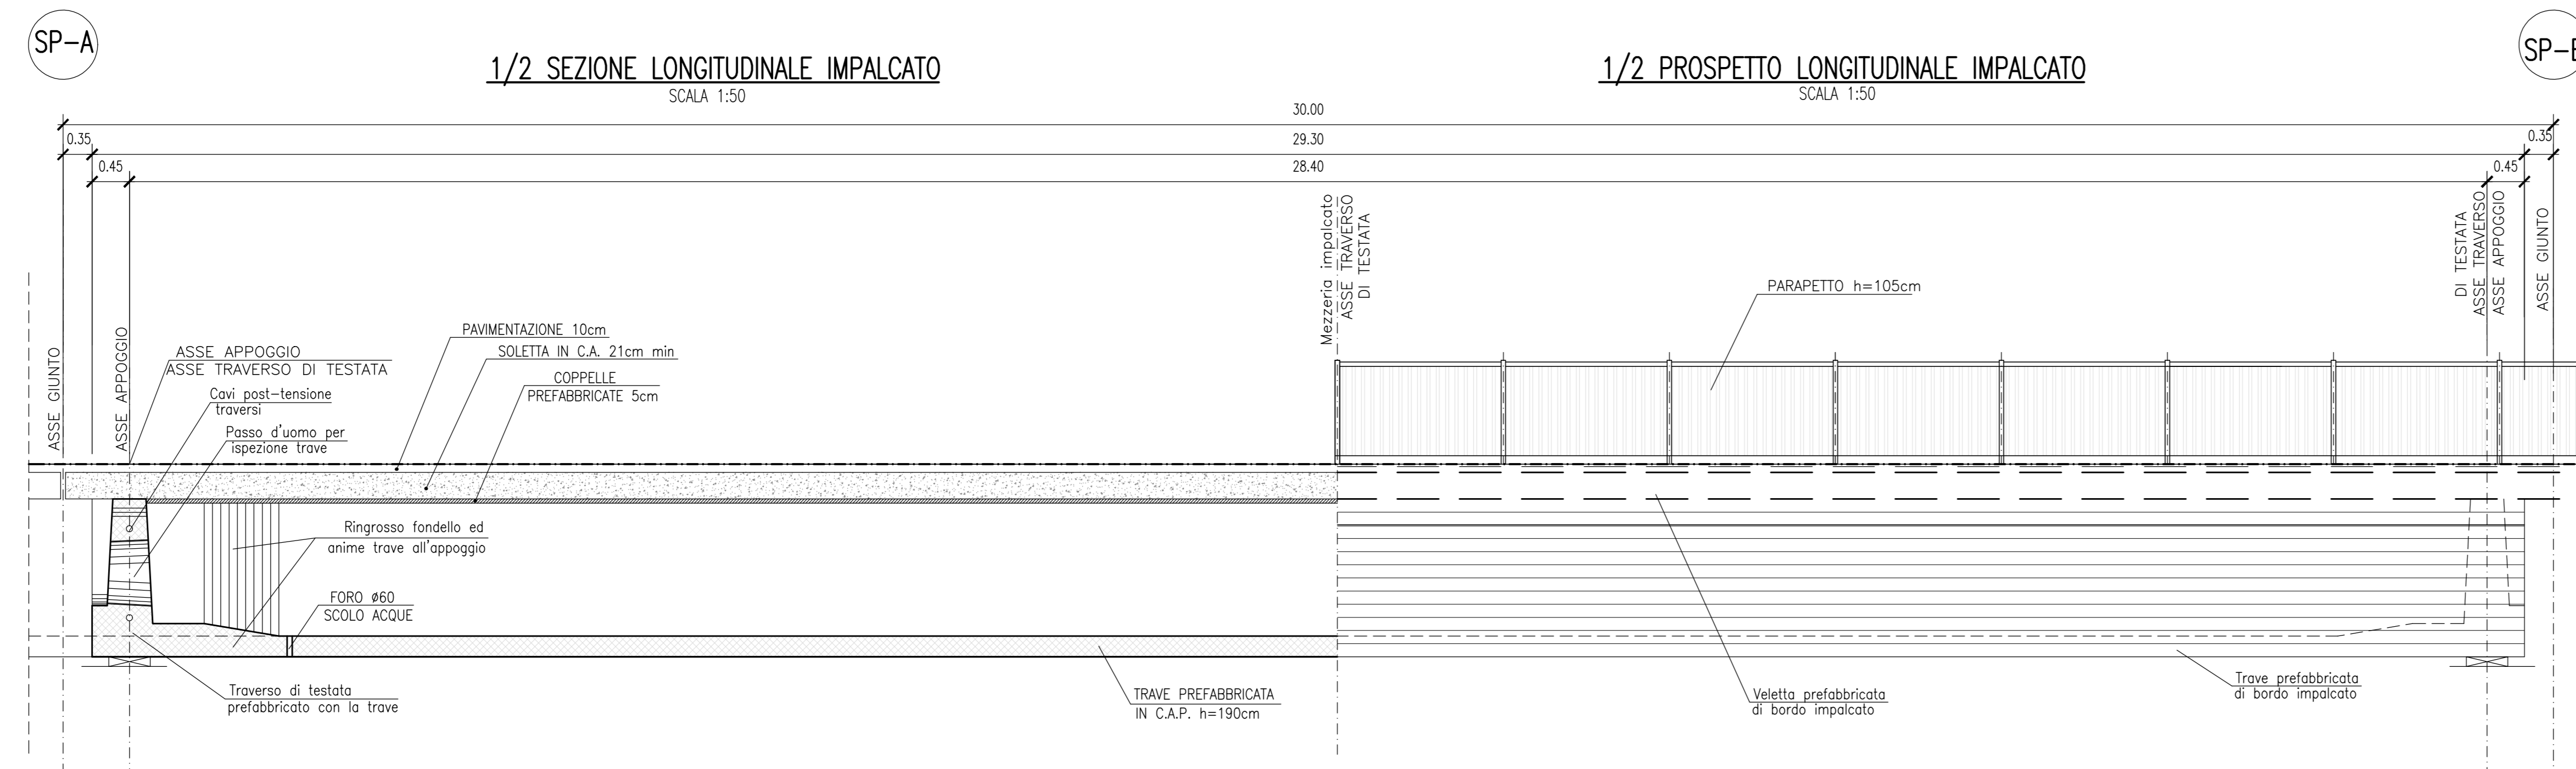 SP-A
1/2 SEZIONE LONGITUDINALE IMPALCATO
SCALA 1:50
1/2 PROSPETTO LONGITUDINALE IMPALCATO
SCALA 1:50
SP-E
30.00
0.35
29.30
0.35
0.45
28.40
0.45
ASSE GIUNTO
ASSE APPOGGIO
ASSE APPOGGIO
ASSE TRAVERSO DI TESTATA
Cavi post-tensione
traversi
Passo d'uomo per
ispezione trave
PAVIMENTAZIONE 10cm
SOLETTA IN C.A. 21cm min
COPPELLE
PREFABBRICATE 5cm
Ringrosso fondello ed
anime trave all'appoggio
FORO ø60
SCOLO ACQUE
Traverso di testata
prefabbricato con la trave
TRAVE PREFABBRICATA
IN C.A.P. h=190cm
Mezzeria impalcato
ASSE TRAVERSO
DI TESTATA
PARAPETTO h=105cm
DI TESTATA
ASSE TRAVERSO
ASSE APPOGGIO
ASSE GIUNTO
Veletta prefabbricata
di bordo impalcato
Trave prefabbricata
di bordo impalcato